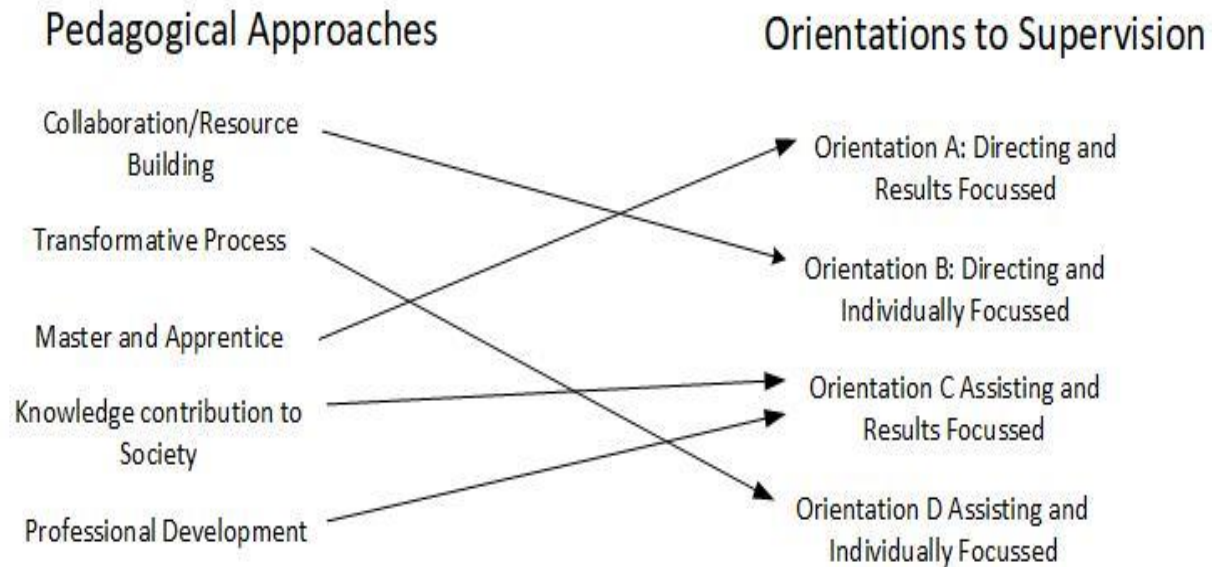 Pedagogical Approaches
Collaboration/Resource
Building
Transformative Process
Master and Apprentice
Knowledge contribution to
Society
Professional Development
Orientations to Supervision
Orientation A: Directing and
Results Focussed
Orientation B: Directing and
Individually Focussed
Orientation C Assisting and
Results Focussed
Orientation D Assisting and
Individually Focussed